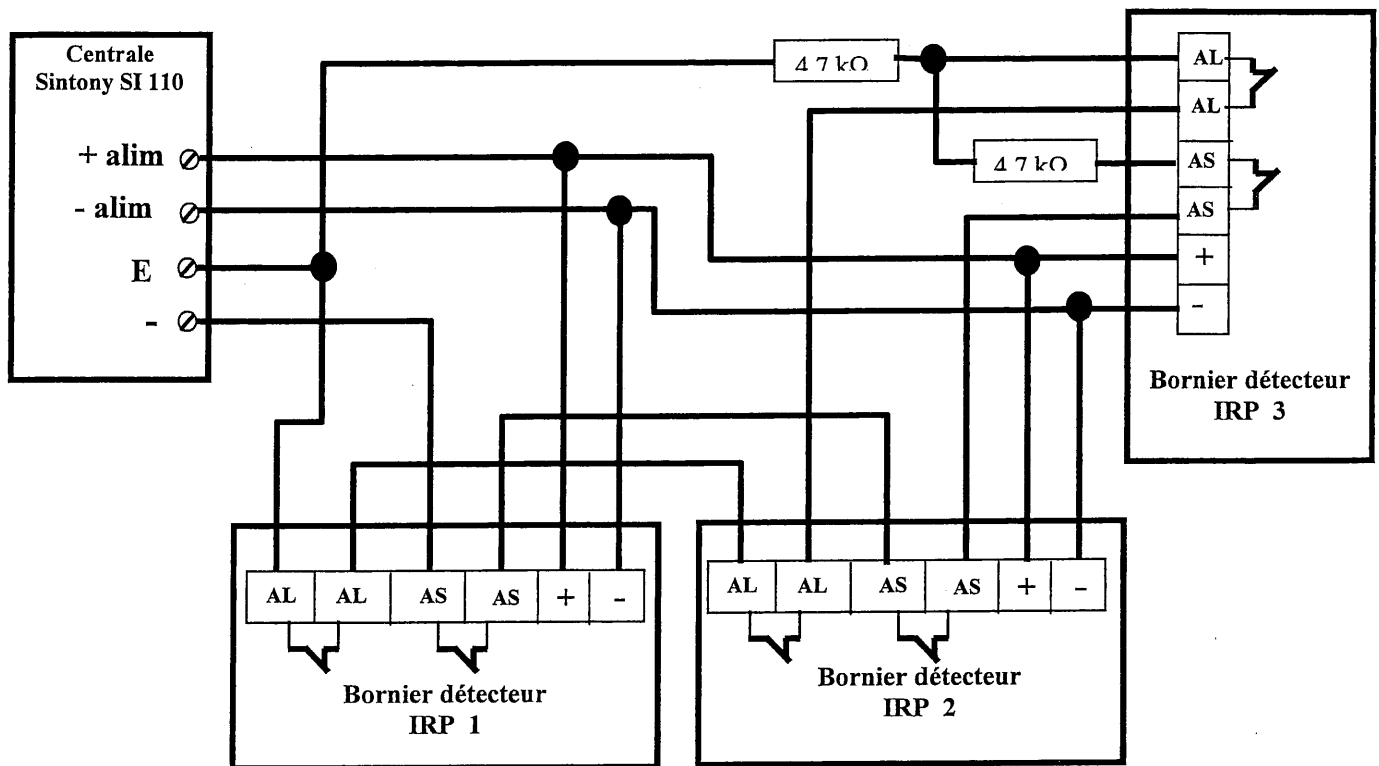 Centrale
Sintony SI 110
+ alim
- alim
E
-
4.7 kΩ
4.7 kΩ
AL
AL
AS
AS
+
-
Bornier détecteur
IRP 3
AL AL AS AS + -
Bornier détecteur
IRP 1
AL AL AS AS + -
Bornier détecteur
IRP 2